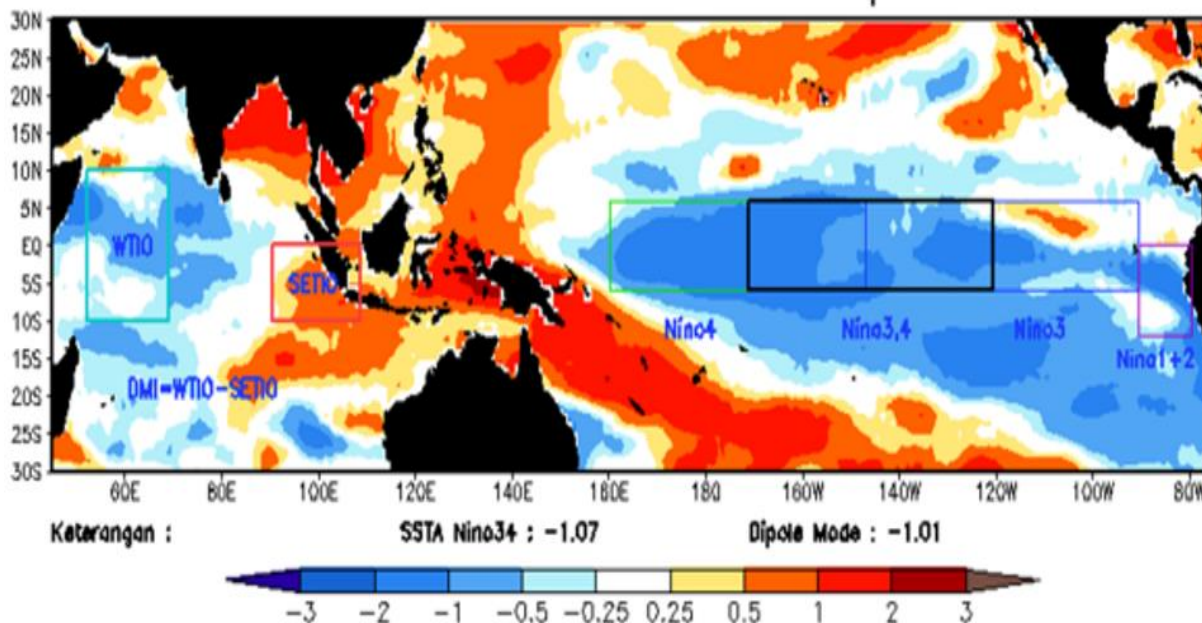 30N
25N
20N
15N
10N
5N
EQ
5S
10S
15S
20S
25S
30S
WTIO
SETIO
DMI=WTIO-SETIO
Nino4
Nino3,4
Nino3
Nino1+2
60E 80E 100E 120E 140E 160E 180 160W 140W 120W 100W 80W
Keterangan : SSTA Nino34 : -1.07 Dipole Mode : -1.01
-3 -2 -1 -0.5 -0.25 0.25 0.5 1 2 3